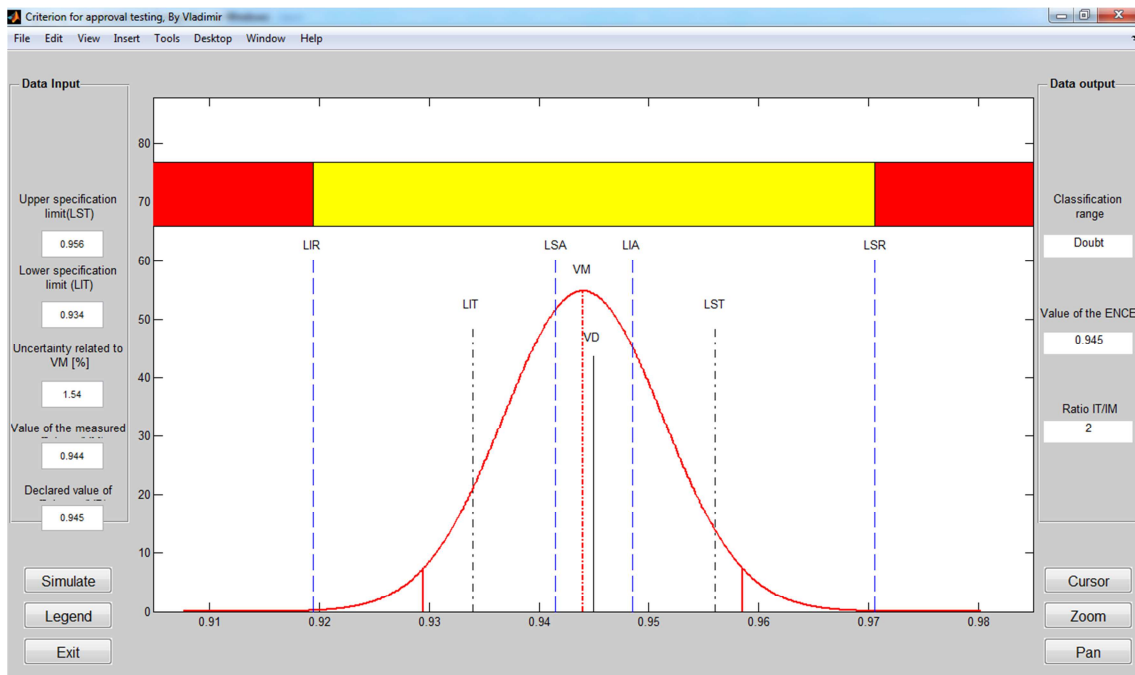 Criterion for approval testing, By Vladimir
File Edit View Insert Tools Desktop Window Help
Data Input
Upper specification
limit(LST)
0.956
Lower specification
limit (LIT)
0.934
Uncertainty related to
VM [%]
1.54
Value of the measured
0.944
Declared value of
0.945
Simulate
Legend
Exit
80
70
60
50
40
30
20
10
0
LIR LSA LIA LSR
VM
LIT LST
VD
0.91 0.92 0.93 0.94 0.95 0.96 0.97 0.98
Data output
Classification
range
Doubt
Value of the ENCE
0.945
Ratio IT/IM
2
Cursor
Zoom
Pan